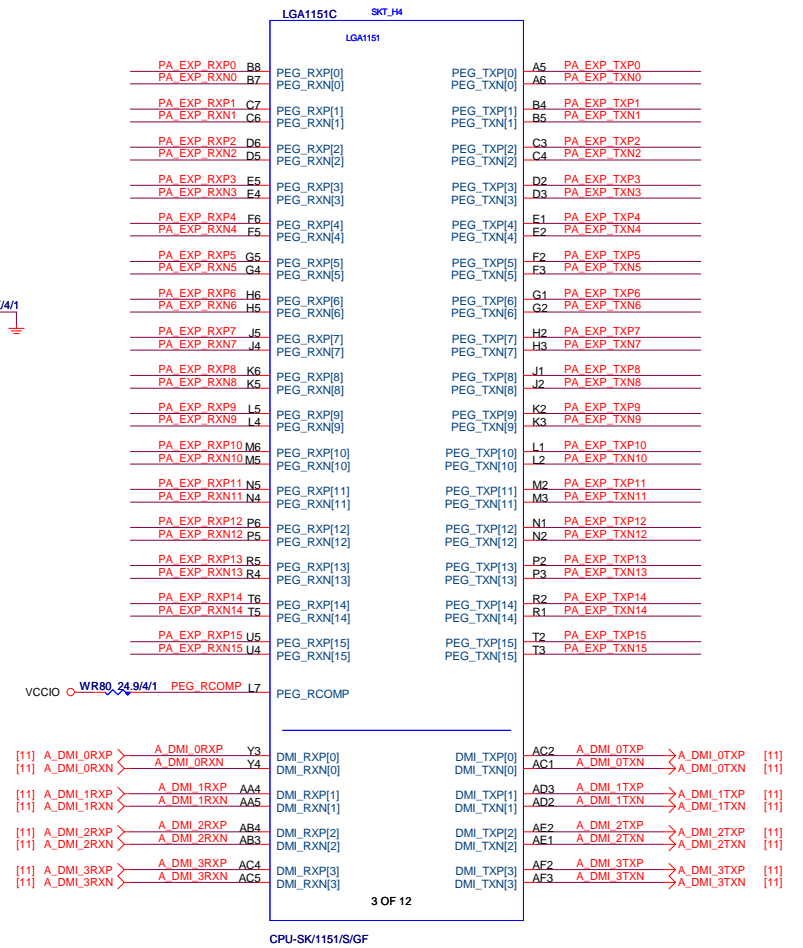 LGA1151C SKT_H4
LGA1151
PA_EXP_RXP0 B8 PEG_RXP[0] PEG_TXP[0] A5 PA_EXP_TXP0
PA_EXP_RXN0 B7 PEG_RXN[0] PEG_TXN[0] A6 PA_EXP_TXN0
PA_EXP_RXP1 C7 PEG_RXP[1] PEG_TXP[1] B4 PA_EXP_TXP1
PA_EXP_RXN1 C6 PEG_RXN[1] PEG_TXN[1] B5 PA_EXP_TXN1
PA_EXP_RXP2 D6 PEG_RXP[2] PEG_TXP[2] C3 PA_EXP_TXP2
PA_EXP_RXN2 D5 PEG_RXN[2] PEG_TXN[2] C4 PA_EXP_TXN2
PA_EXP_RXP3 E5 PEG_RXP[3] PEG_TXP[3] D2 PA_EXP_TXP3
PA_EXP_RXN3 E4 PEG_RXN[3] PEG_TXN[3] D3 PA_EXP_TXN3
PA_EXP_RXP4 F6 PEG_RXP[4] PEG_TXP[4] E1 PA_EXP_TXP4
PA_EXP_RXN4 F5 PEG_RXN[4] PEG_TXN[4] E2 PA_EXP_TXN4
PA_EXP_RXP5 G5 PEG_RXP[5] PEG_TXP[5] F2 PA_EXP_TXP5
PA_EXP_RXN5 G4 PEG_RXN[5] PEG_TXN[5] F3 PA_EXP_TXN5
PA_EXP_RXP6 H6 PEG_RXP[6] PEG_TXP[6] G1 PA_EXP_TXP6
/4/1 PA_EXP_RXN6 H5 PEG_RXN[6] PEG_TXN[6] G2 PA_EXP_TXN6
PA_EXP_RXP7 J5 PEG_RXP[7] PEG_TXP[7] H2 PA_EXP_TXP7
PA_EXP_RXN7 J4 PEG_RXN[7] PEG_TXN[7] H3 PA_EXP_TXN7
PA_EXP_RXP8 K6 PEG_RXP[8] PEG_TXP[8] J1 PA_EXP_TXP8
PA_EXP_RXN8 K5 PEG_RXN[8] PEG_TXN[8] J2 PA_EXP_TXN8
PA_EXP_RXP9 L5 PEG_RXP[9] PEG_TXP[9] K2 PA_EXP_TXP9
PA_EXP_RXN9 L4 PEG_RXN[9] PEG_TXN[9] K3 PA_EXP_TXN9
PA_EXP_RXP10 M6 PEG_RXP[10] PEG_TXP[10] L1 PA_EXP_TXP10
PA_EXP_RXN10 M5 PEG_RXN[10] PEG_TXN[10] L2 PA_EXP_TXN10
PA_EXP_RXP11 N5 PEG_RXP[11] PEG_TXP[11] M2 PA_EXP_TXP11
PA_EXP_RXN11 N4 PEG_RXN[11] PEG_TXN[11] M3 PA_EXP_TXN11
PA_EXP_RXP12 P6 PEG_RXP[12] PEG_TXP[12] N1 PA_EXP_TXP12
PA_EXP_RXN12 P5 PEG_RXN[12] PEG_TXN[12] N2 PA_EXP_TXN12
PA_EXP_RXP13 R5 PEG_RXP[13] PEG_TXP[13] P2 PA_EXP_TXP13
PA_EXP_RXN13 R4 PEG_RXN[13] PEG_TXN[13] P3 PA_EXP_TXN13
PA_EXP_RXP14 T6 PEG_RXP[14] PEG_TXP[14] R2 PA_EXP_TXP14
PA_EXP_RXN14 T5 PEG_RXN[14] PEG_TXN[14] R1 PA_EXP_TXN14
PA_EXP_RXP15 U5 PEG_RXP[15] PEG_TXP[15] T2 PA_EXP_TXP15
PA_EXP_RXN15 U4 PEG_RXN[15] PEG_TXN[15] T3 PA_EXP_TXN15
VCCIO WR80 24.9/4/1 PEG_RCOMP L7 PEG_RCOMP
[11] A_DMI_0RXP A_DMI_0RXP Y3 DMI_RXP[0] DMI_TXP[0] AC2 A_DMI_0TXP A_DMI_0TXP [11]
[11] A_DMI_0RXN A_DMI_0RXN Y4 DMI_RXN[0] DMI_TXN[0] AC1 A_DMI_0TXN A_DMI_0TXN [11]
[11] A_DMI_1RXP A_DMI_1RXP AA4 DMI_RXP[1] DMI_TXP[1] AD3 A_DMI_1TXP A_DMI_1TXP [11]
[11] A_DMI_1RXN A_DMI_1RXN AA5 DMI_RXN[1] DMI_TXN[1] AD2 A_DMI_1TXN A_DMI_1TXN [11]
[11] A_DMI_2RXP A_DMI_2RXP AB4 DMI_RXP[2] DMI_TXP[2] AE2 A_DMI_2TXP A_DMI_2TXP [11]
[11] A_DMI_2RXN A_DMI_2RXN AB3 DMI_RXN[2] DMI_TXN[2] AE1 A_DMI_2TXN A_DMI_2TXN [11]
[11] A_DMI_3RXP A_DMI_3RXP AC4 DMI_RXP[3] DMI_TXP[3] AF2 A_DMI_3TXP A_DMI_3TXP [11]
[11] A_DMI_3RXN A_DMI_3RXN AC5 DMI_RXN[3] DMI_TXN[3] AF3 A_DMI_3TXN A_DMI_3TXN [11]
3 OF 12
CPU-SK/1151/S/GF